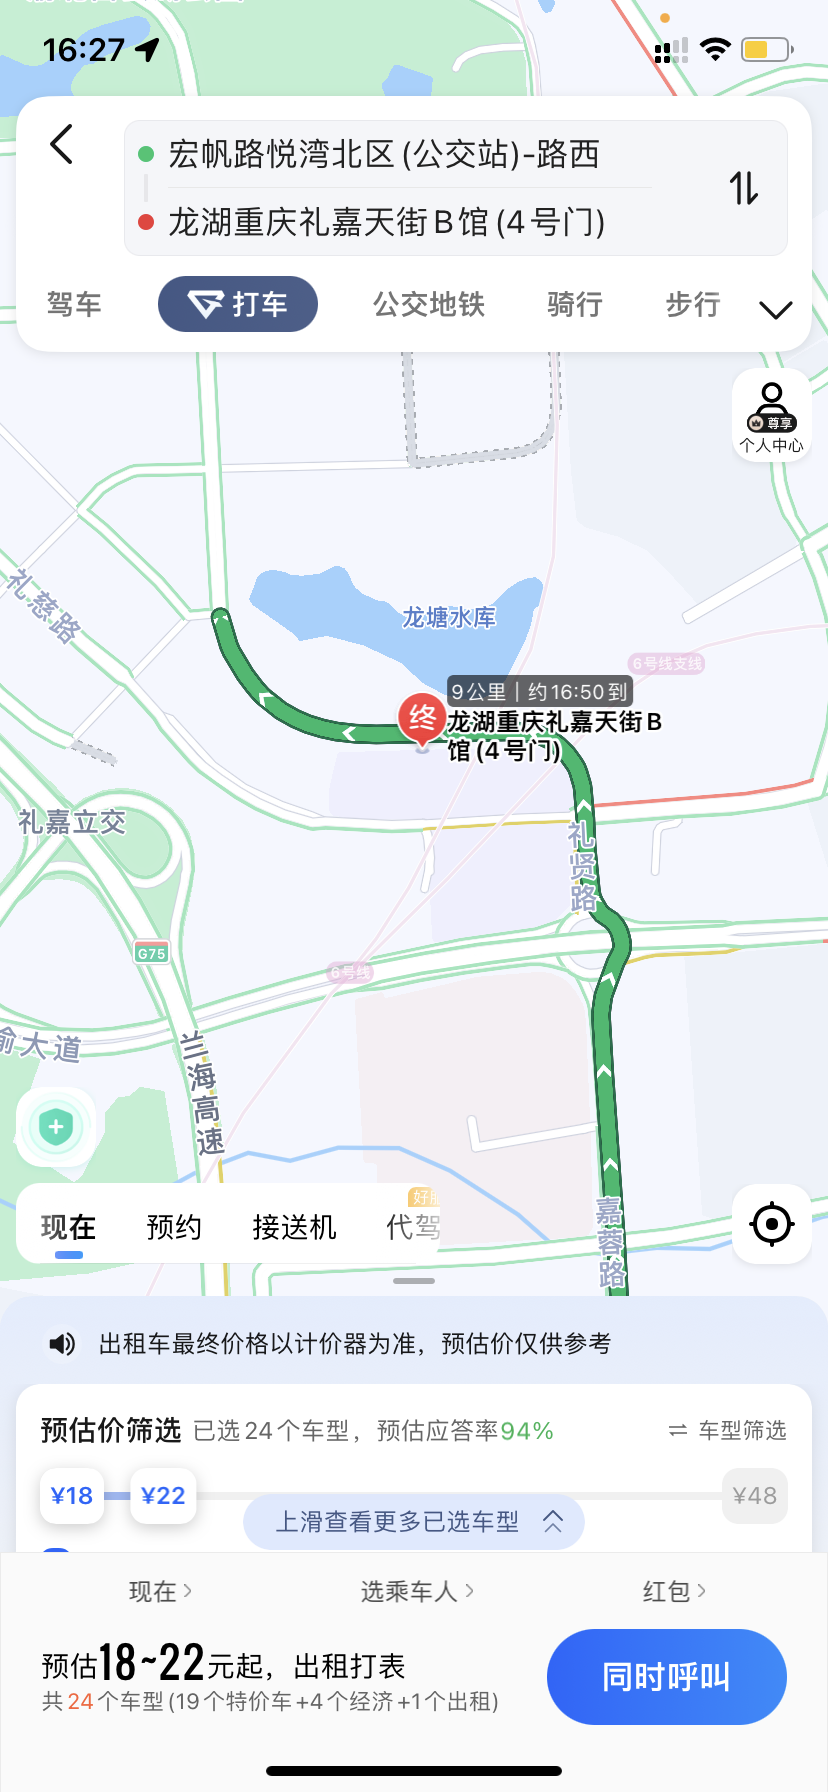 16:27
宏帆路悦湾北区(公交站)-路西
龙湖重庆礼嘉天街B馆(4号门)
驾车 打车 公交地铁 骑行 步行
尊享
个人中心
礼慈路
龙塘水库
6号线支线
9公里 | 约16:50到
终
龙湖重庆礼嘉天街B
馆(4号门)
礼嘉立交
礼贤路
G75
6号线
渝大道
兰海高速
嘉蓉路
好
现在 预约 接送机 代驾
出租车最终价格以计价器为准，预估价仅供参考
预估价筛选 已选24个车型，预估应答率94% 车型筛选
¥18 ¥22 ¥48
上滑查看更多已选车型
现在 选乘车人 红包
预估18~22元起，出租打表
共24个车型(19个特价车+4个经济+1个出租)
同时呼叫